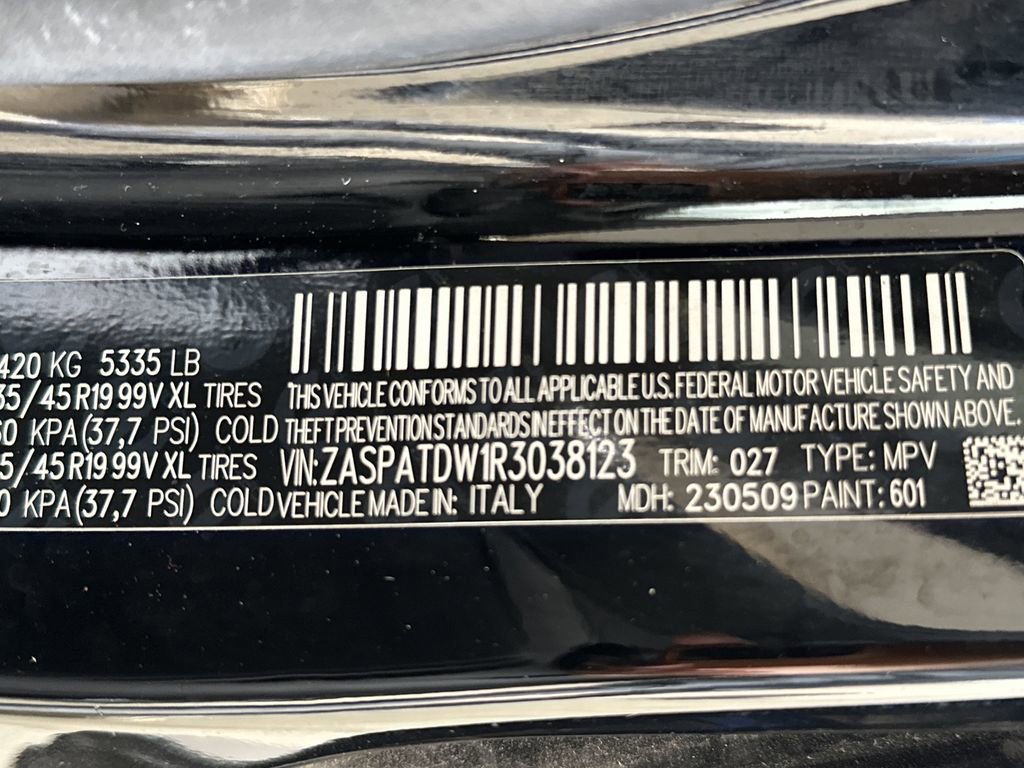 420 KG 5335 LB
35/45 R19 99V XL TIRES
60 KPA(37,7 PSI) COLD
5/45 R19 99V XL TIRES
0 KPA (37,7 PSI) COLD
THIS VEHICLE CONFORMS TO ALL APPLICABLE U.S. FEDERAL MOTOR VEHICLE SAFETY AND
THEFT PREVENTION STANDARDS IN EFFECT ON THE DATE OF MANUFACTURE SHOWN ABOVE.
VIN:ZASPATDW1R3038123 TRIM: 027 TYPE: MPV
VEHICLE MADE IN: ITALY MDH: 230509 PAINT: 601